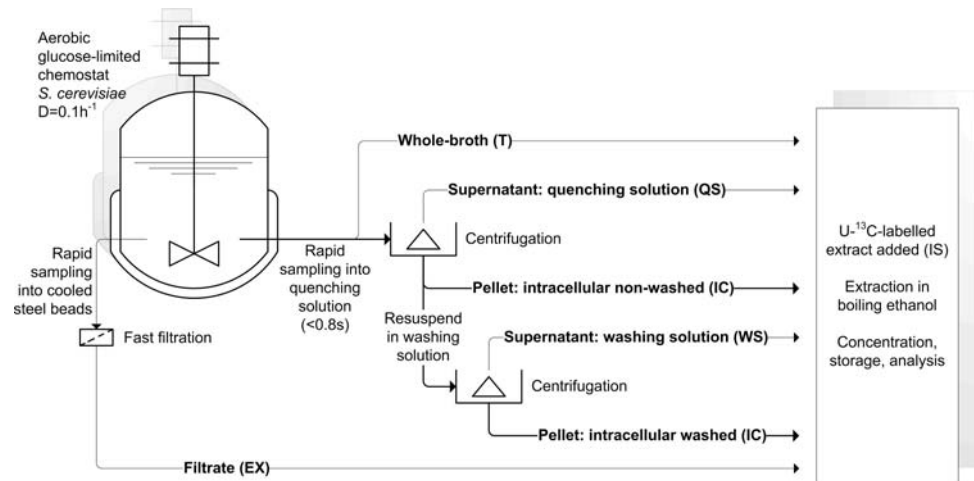 Aerobic
glucose-limited
chemostat
S. cerevisiae
D=0.1h⁻¹
Whole-broth (T)
Supernatant: quenching solution (QS)
Centrifugation
Rapid
sampling
into cooled
steel beads
Rapid
sampling into
quenching
solution
(<0.8s)
Pellet: intracellular non-washed (IC)
Resuspend
in washing
solution
Fast filtration
Supernatant: washing solution (WS)
Centrifugation
Pellet: intracellular washed (IC)
Filtrate (EX)
U-¹³C-labelled
extract added (IS)
Extraction in
boiling ethanol
Concentration,
storage, analysis